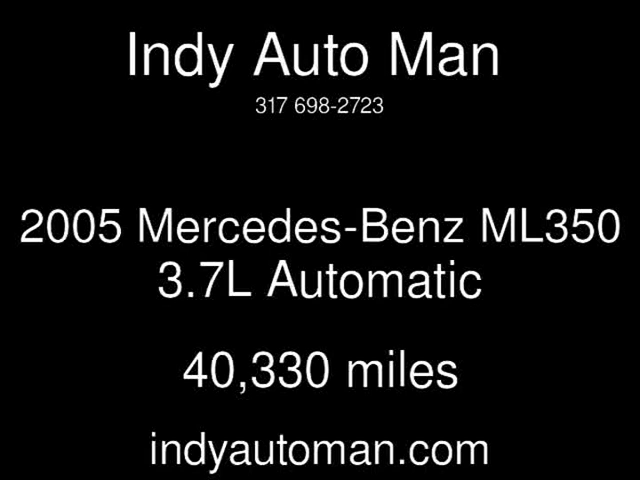 Indy Auto Man
317 698-2723
2005 Mercedes-Benz ML350
3.7L Automatic
40,330 miles
indyautoman.com